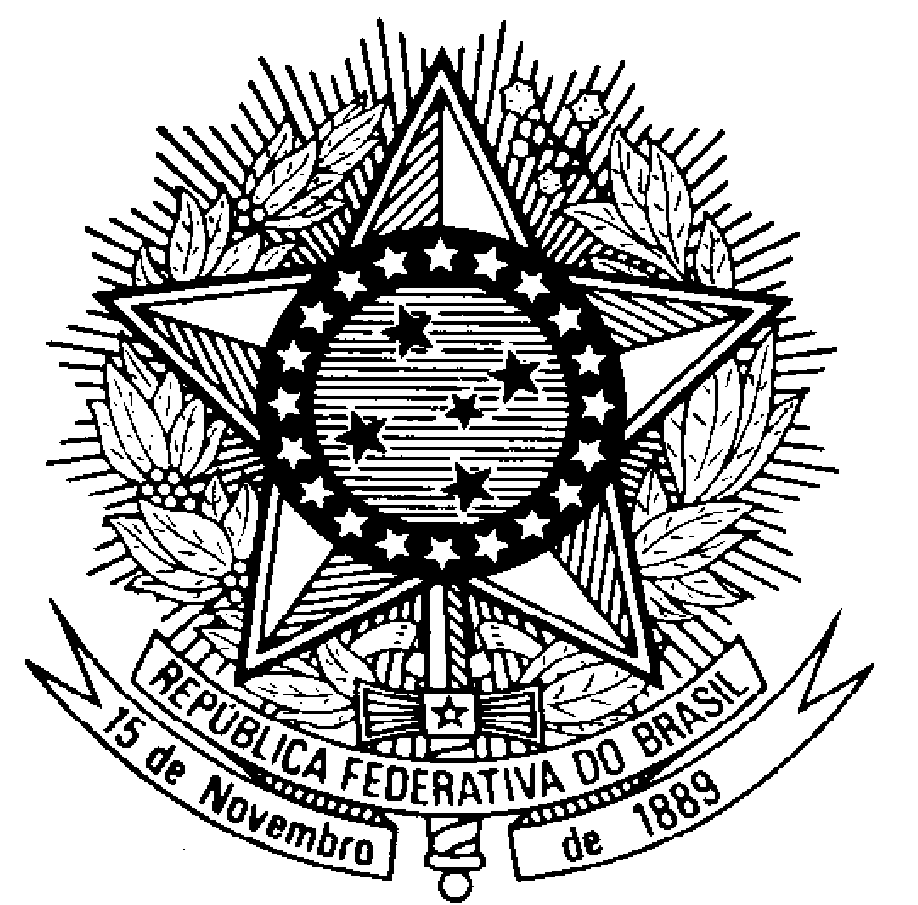 REPÚBLICA FEDERATIVA DO BRASIL
15 de Novembro de 1889